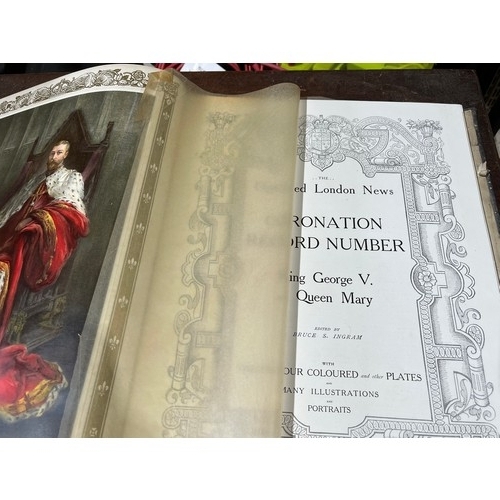 THE
ed London News
RONATION
ORD NUMBER
ing George V.
Queen Mary
EDITED BY
BRUCE S. INGRAM
WITH
OUR COLOURED and other PLATES
AND
MANY ILLUSTRATIONS
AND
PORTRAITS